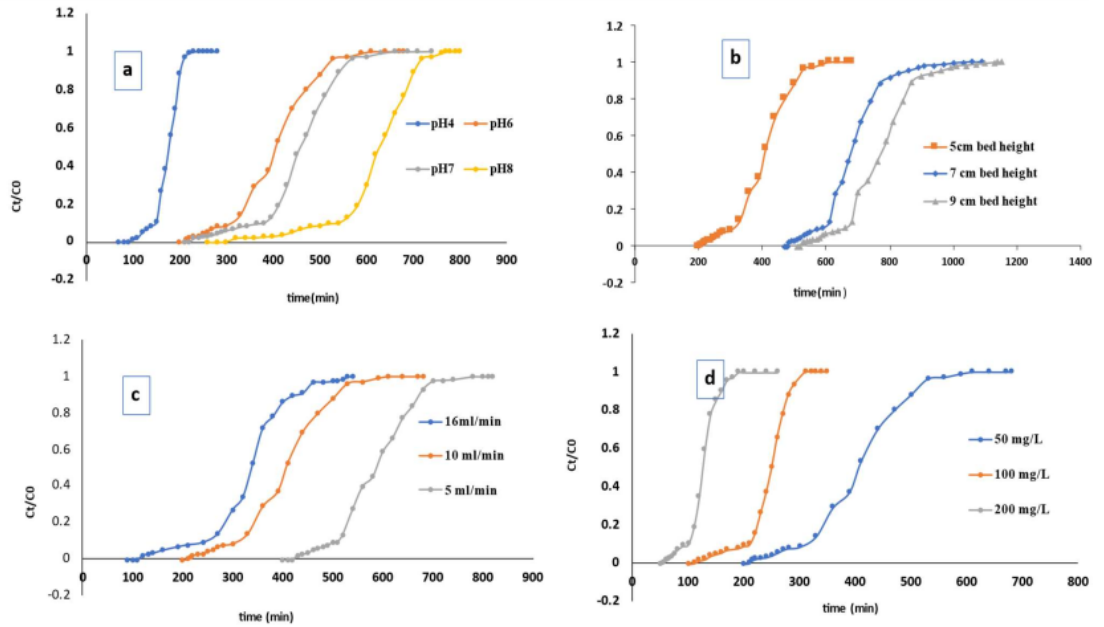 a
Ct/C0
1.2
1
0.8
0.6
0.4
0.2
0
-0.2
0 100 200 300 400 500 600 700 800 900
time(min)
pH4 pH6
pH7 pH8
b
1.2
1
0.8
0.6
0.4
0.2
0
-0.2
0 200 400 600 800 1000 1200 1400
time(min)
5cm bed height
7 cm bed height
9 cm bed height
c
Ct/C0
1.2
1
0.8
0.6
0.4
0.2
0
-0.2
0 100 200 300 400 500 600 700 800 900
time (min)
16ml/min
10 ml/min
5 ml/min
d
Ct/C0
1.2
1
0.8
0.6
0.4
0.2
0
-0.2
0 100 200 300 400 500 600 700 800
time (min)
50 mg/L
100 mg/L
200 mg/L